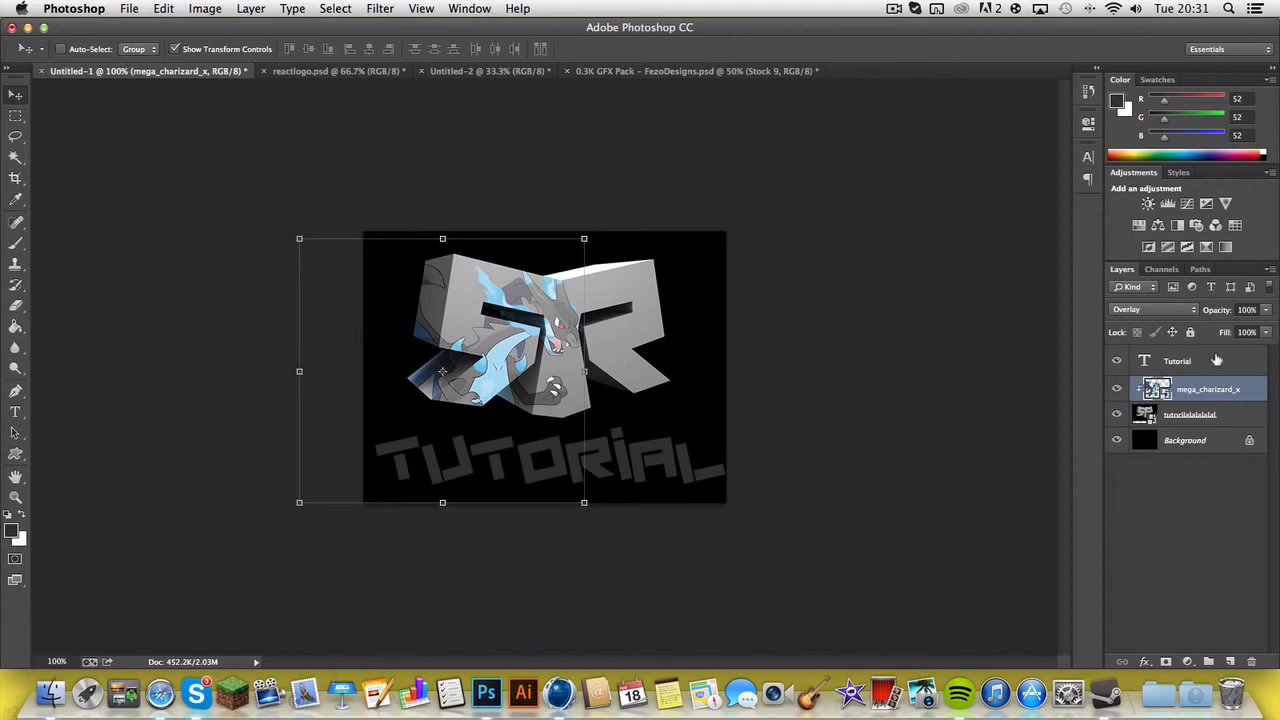 Photoshop File Edit Image Layer Type Select Filter View Window Help 2 Tue 20:31
Adobe Photoshop CC
Auto-Select: Group Show Transform Controls Essentials
Untitled-1 @ 100% (mega_charizard_x, RGB/8) * reactlogo.psd @ 66.7% (RGB/8) * Untitled-2 @ 33.3% (RGB/8) * 0.3K GFX Pack - FezoDesigns.psd @ 50% (Stock 9, RGB/8) *
Color Swatches
R 52
G 52
B 52
Adjustments Styles
Add an adjustment
Layers Channels Paths
Kind
Overlay Opacity: 100%
Lock: Fill: 100%
Tutorial
mega_charizard_x
Background
TUTORIAL
100% Doc: 452.2K/2.03M
3
Ps Ai 18